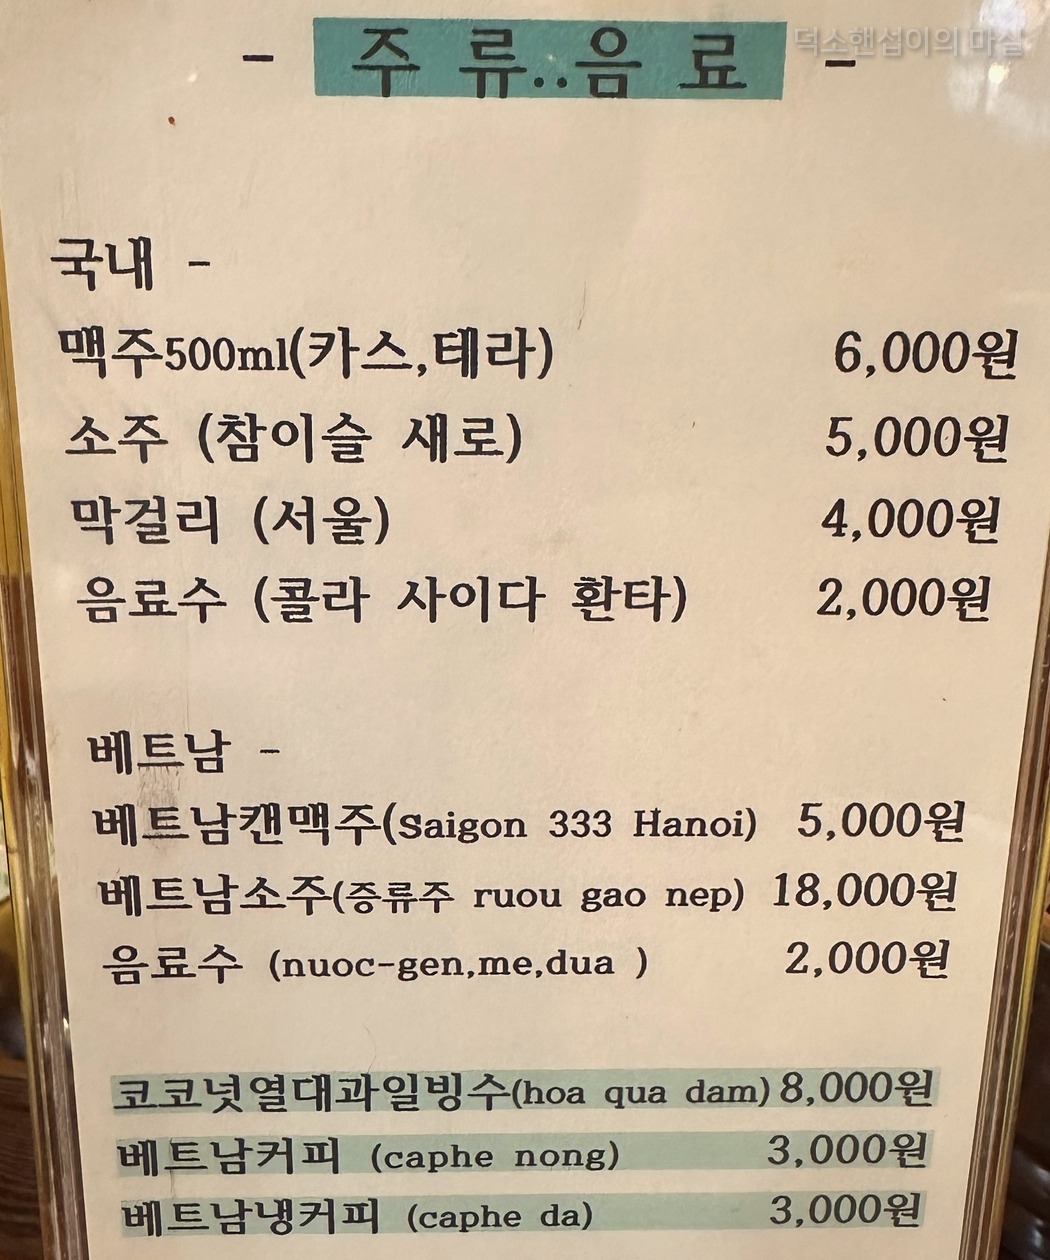 덕소핸섭이의 마실
- 주 류..음 료 -
국내 -
맥주500ml(카스,테라) 6,000원
소주 (참이슬 새로) 5,000원
막걸리 (서울) 4,000원
음료수 (콜라 사이다 환타) 2,000원
베트남 -
베트남캔맥주(Saigon 333 Hanoi) 5,000원
베트남소주(증류주 ruou gao nep) 18,000원
음료수 (nuoc-gen,me,dua ) 2,000원
코코넛열대과일빙수(hoa qua dam) 8,000원
베트남커피 (caphe nong) 3,000원
베트남냉커피 (caphe da) 3,000원